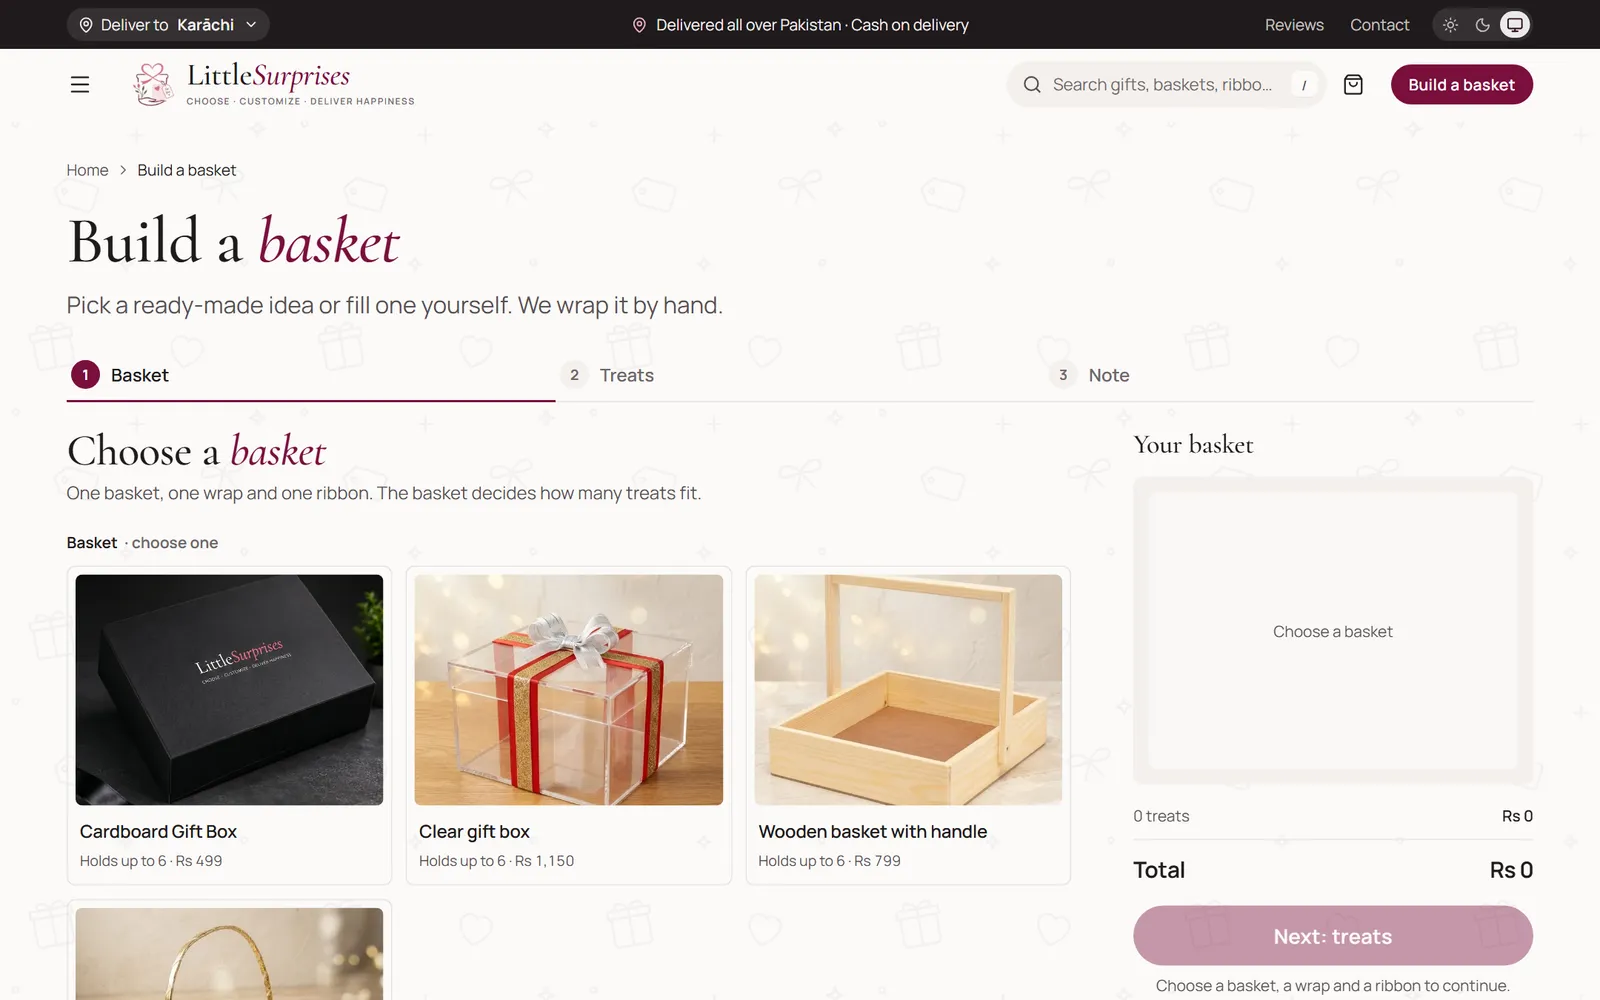 Deliver to Karāchi
Delivered all over Pakistan · Cash on delivery
Reviews
Contact
LittleSurprises
CHOOSE · CUSTOMIZE · DELIVER HAPPINESS
Search gifts, baskets, ribbo...
/
Build a basket
Home > Build a basket
Build a basket
Pick a ready-made idea or fill one yourself. We wrap it by hand.
1 Basket
2 Treats
3 Note
Choose a basket
One basket, one wrap and one ribbon. The basket decides how many treats fit.
Basket · choose one
LittleSurprises
CHOOSE · CUSTOMIZE · DELIVER HAPPINESS
Cardboard Gift Box
Holds up to 6 · Rs 499
Clear gift box
Holds up to 6 · Rs 1,150
Wooden basket with handle
Holds up to 6 · Rs 799
Your basket
Choose a basket
0 treats Rs 0
Total Rs 0
Next: treats
Choose a basket, a wrap and a ribbon to continue.